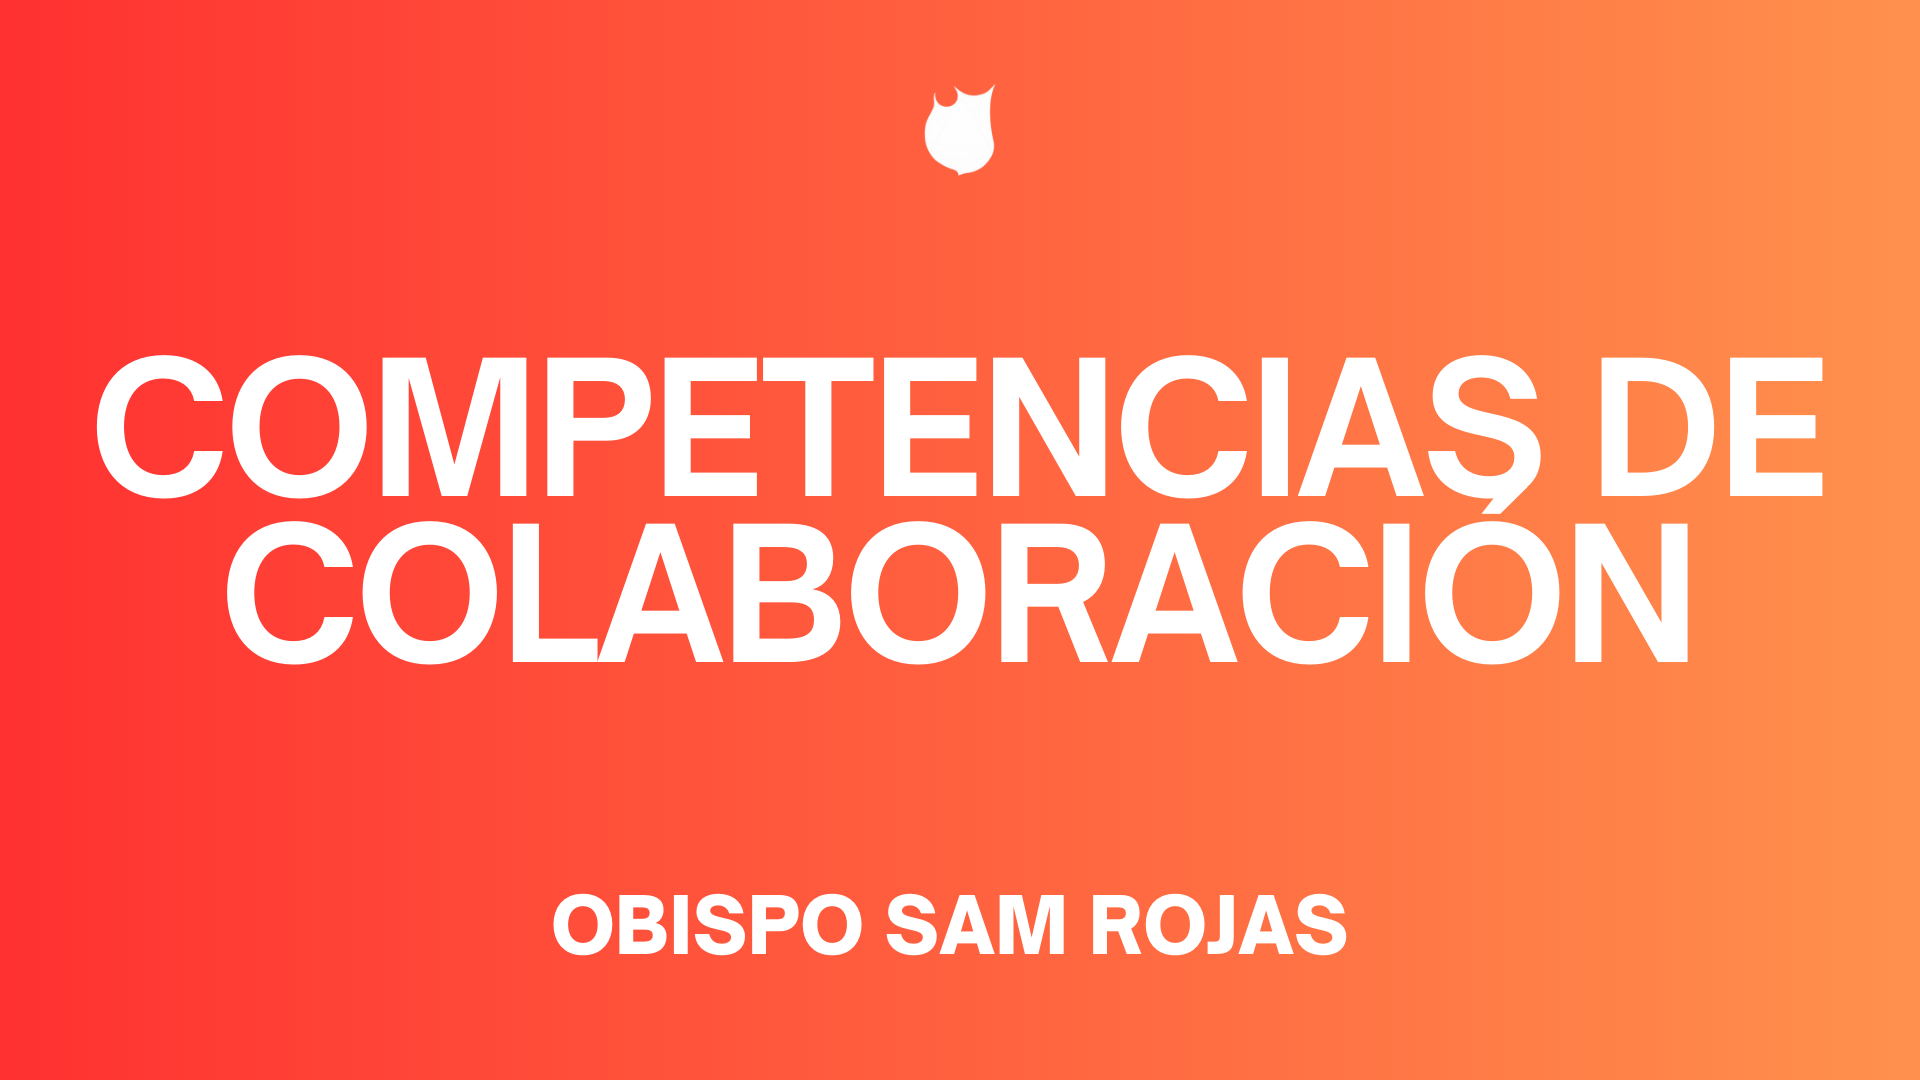 COMPETENCIAS DE
COLABORACIÓN
OBISPO SAM ROJAS